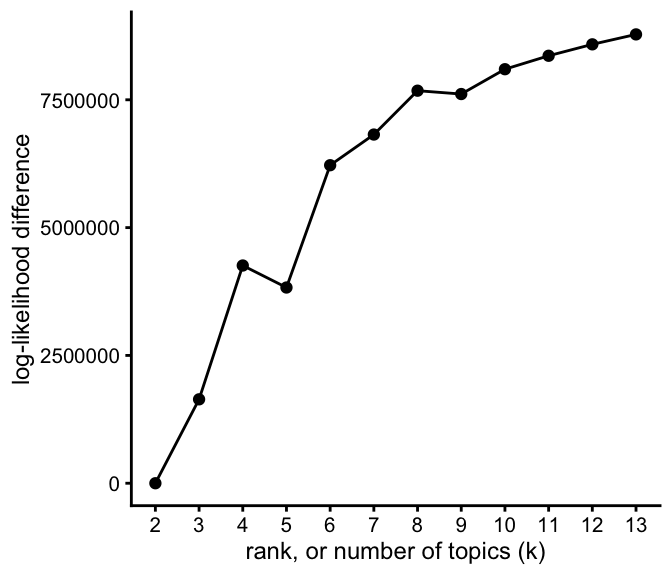 log-likelihood difference
7500000
5000000
2500000
0
2 3 4 5 6 7 8 9 10 11 12 13
rank, or number of topics (k)